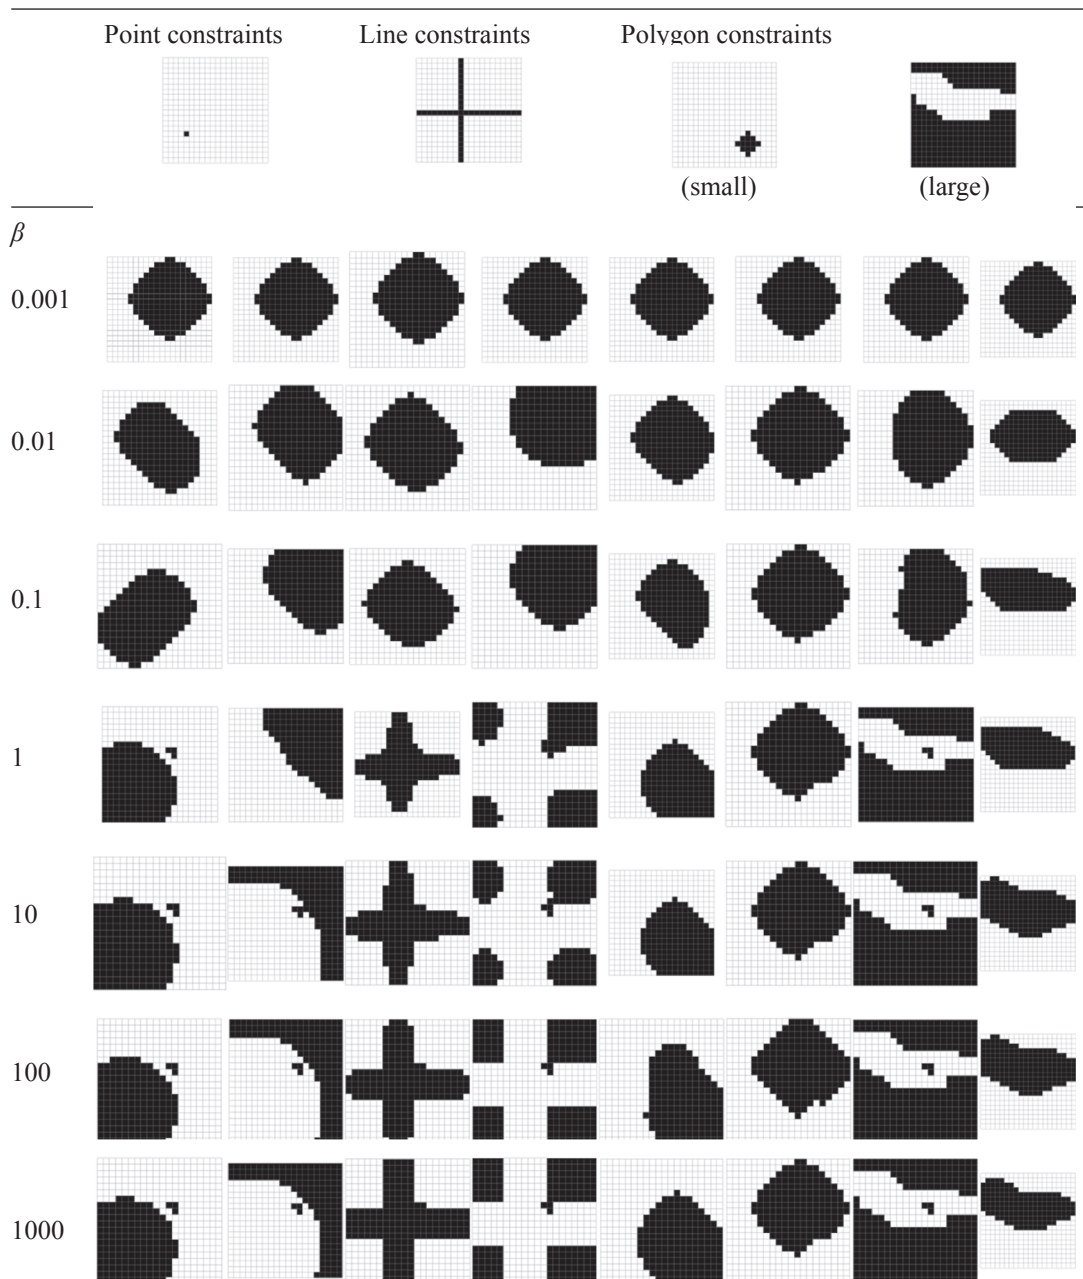 Point constraints Line constraints Polygon constraints
(small) (large)
β
0.001
0.01
0.1
1
10
100
1000